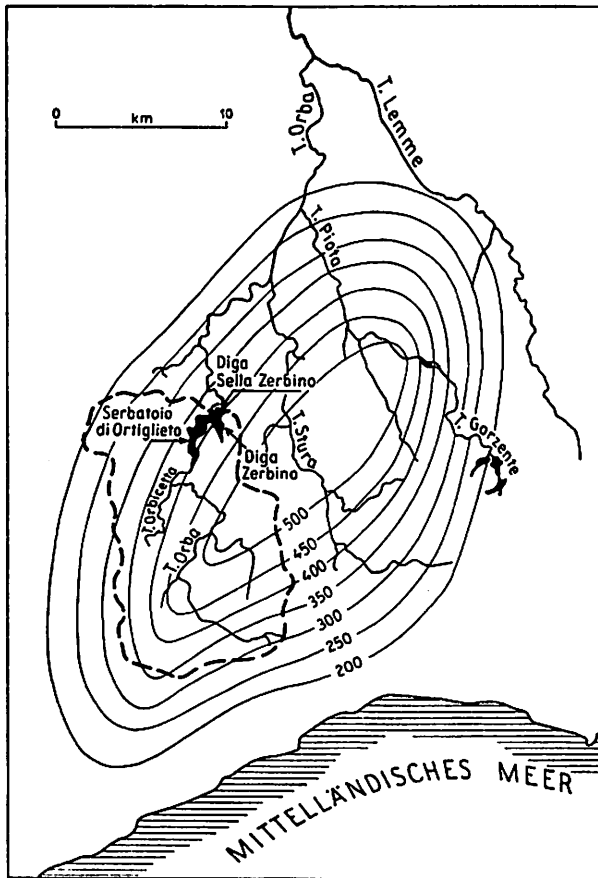 0 10
km
T. Orba
T. Lemme
T. Piota
Diga
Sella Zerbino
Serbatoio
di Ortiglieto
Diga
Zerbino
T. Stura
T. Gorzente
T. Orbicella
T. Orba
500
450
400
350
300
250
200
MITTELLÄNDISCHES MEER